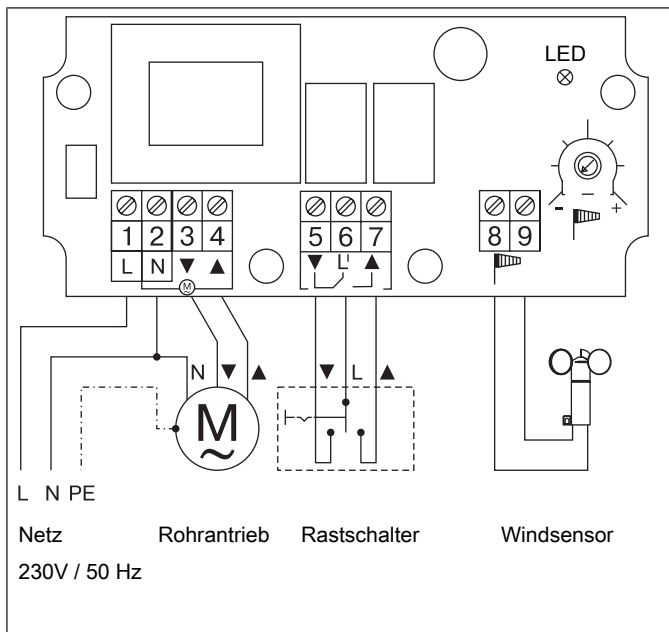 LED
- +
1 2 3 4 5 6 7 8 9
L N ▼ ▲ ▼ L' ▲
M
N ▼ ▲ ▼ L ▲
M
~
L N PE
Netz Rohrantrieb Rastschalter Windsensor
230V / 50 Hz